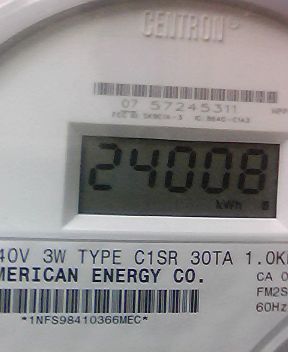 CENTRON®
07 57245311
24008
kWh
40V 3W TYPE C1SR 30TA 1.0K
MERICAN ENERGY CO.
CA 0
FM2S
60Hz
*1NFS98410366MEC*